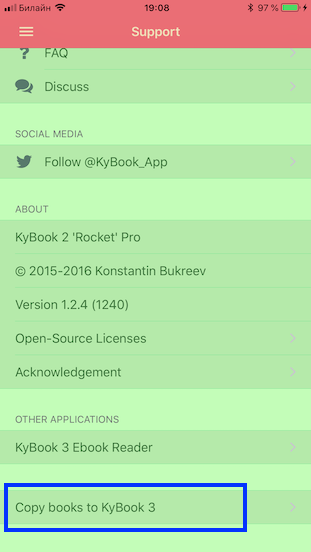 Билайн 19:08 97 %
Support
FAQ
Discuss
SOCIAL MEDIA
Follow @KyBook_App
ABOUT
KyBook 2 'Rocket' Pro
© 2015-2016 Konstantin Bukreev
Version 1.2.4 (1240)
Open-Source Licenses
Acknowledgement
OTHER APPLICATIONS
KyBook 3 Ebook Reader
Copy books to KyBook 3